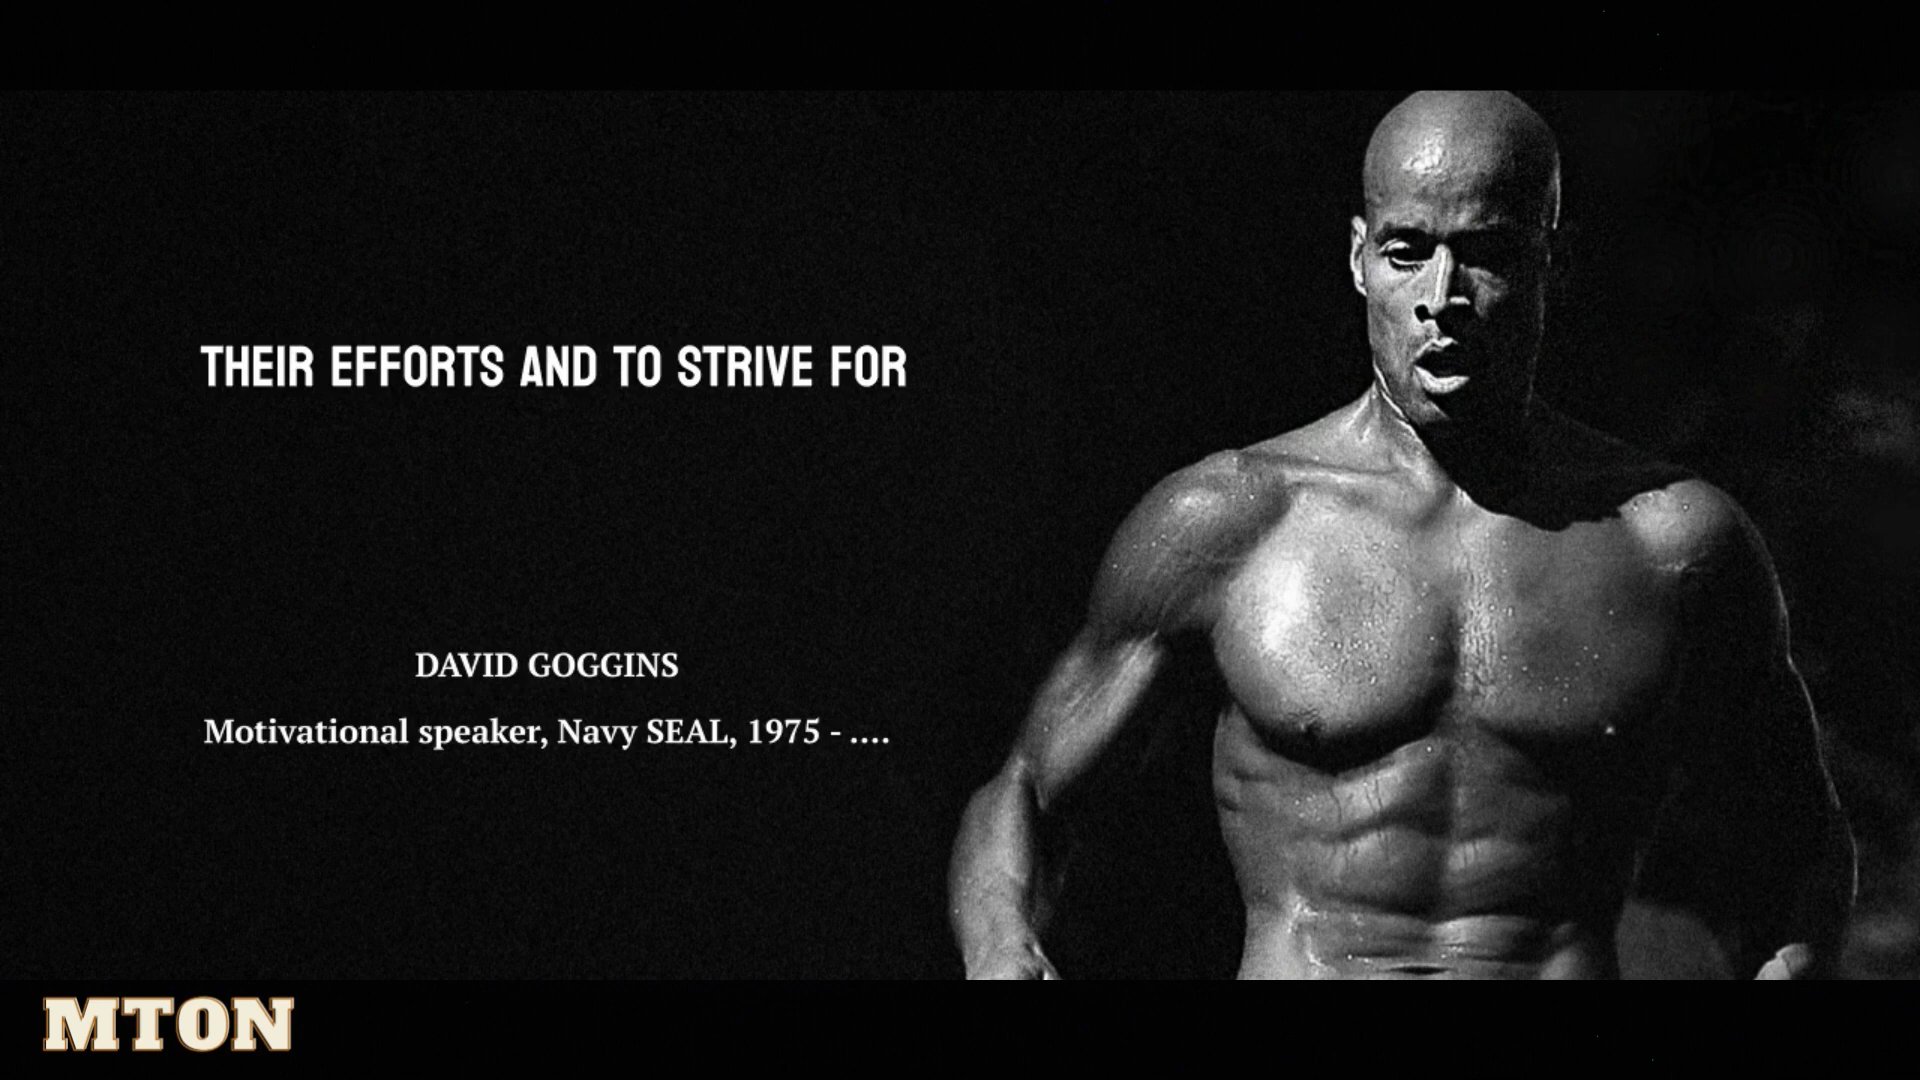 THEIR EFFORTS AND TO STRIVE FOR
DAVID GOGGINS
Motivational speaker, Navy SEAL, 1975 - ....
MTON